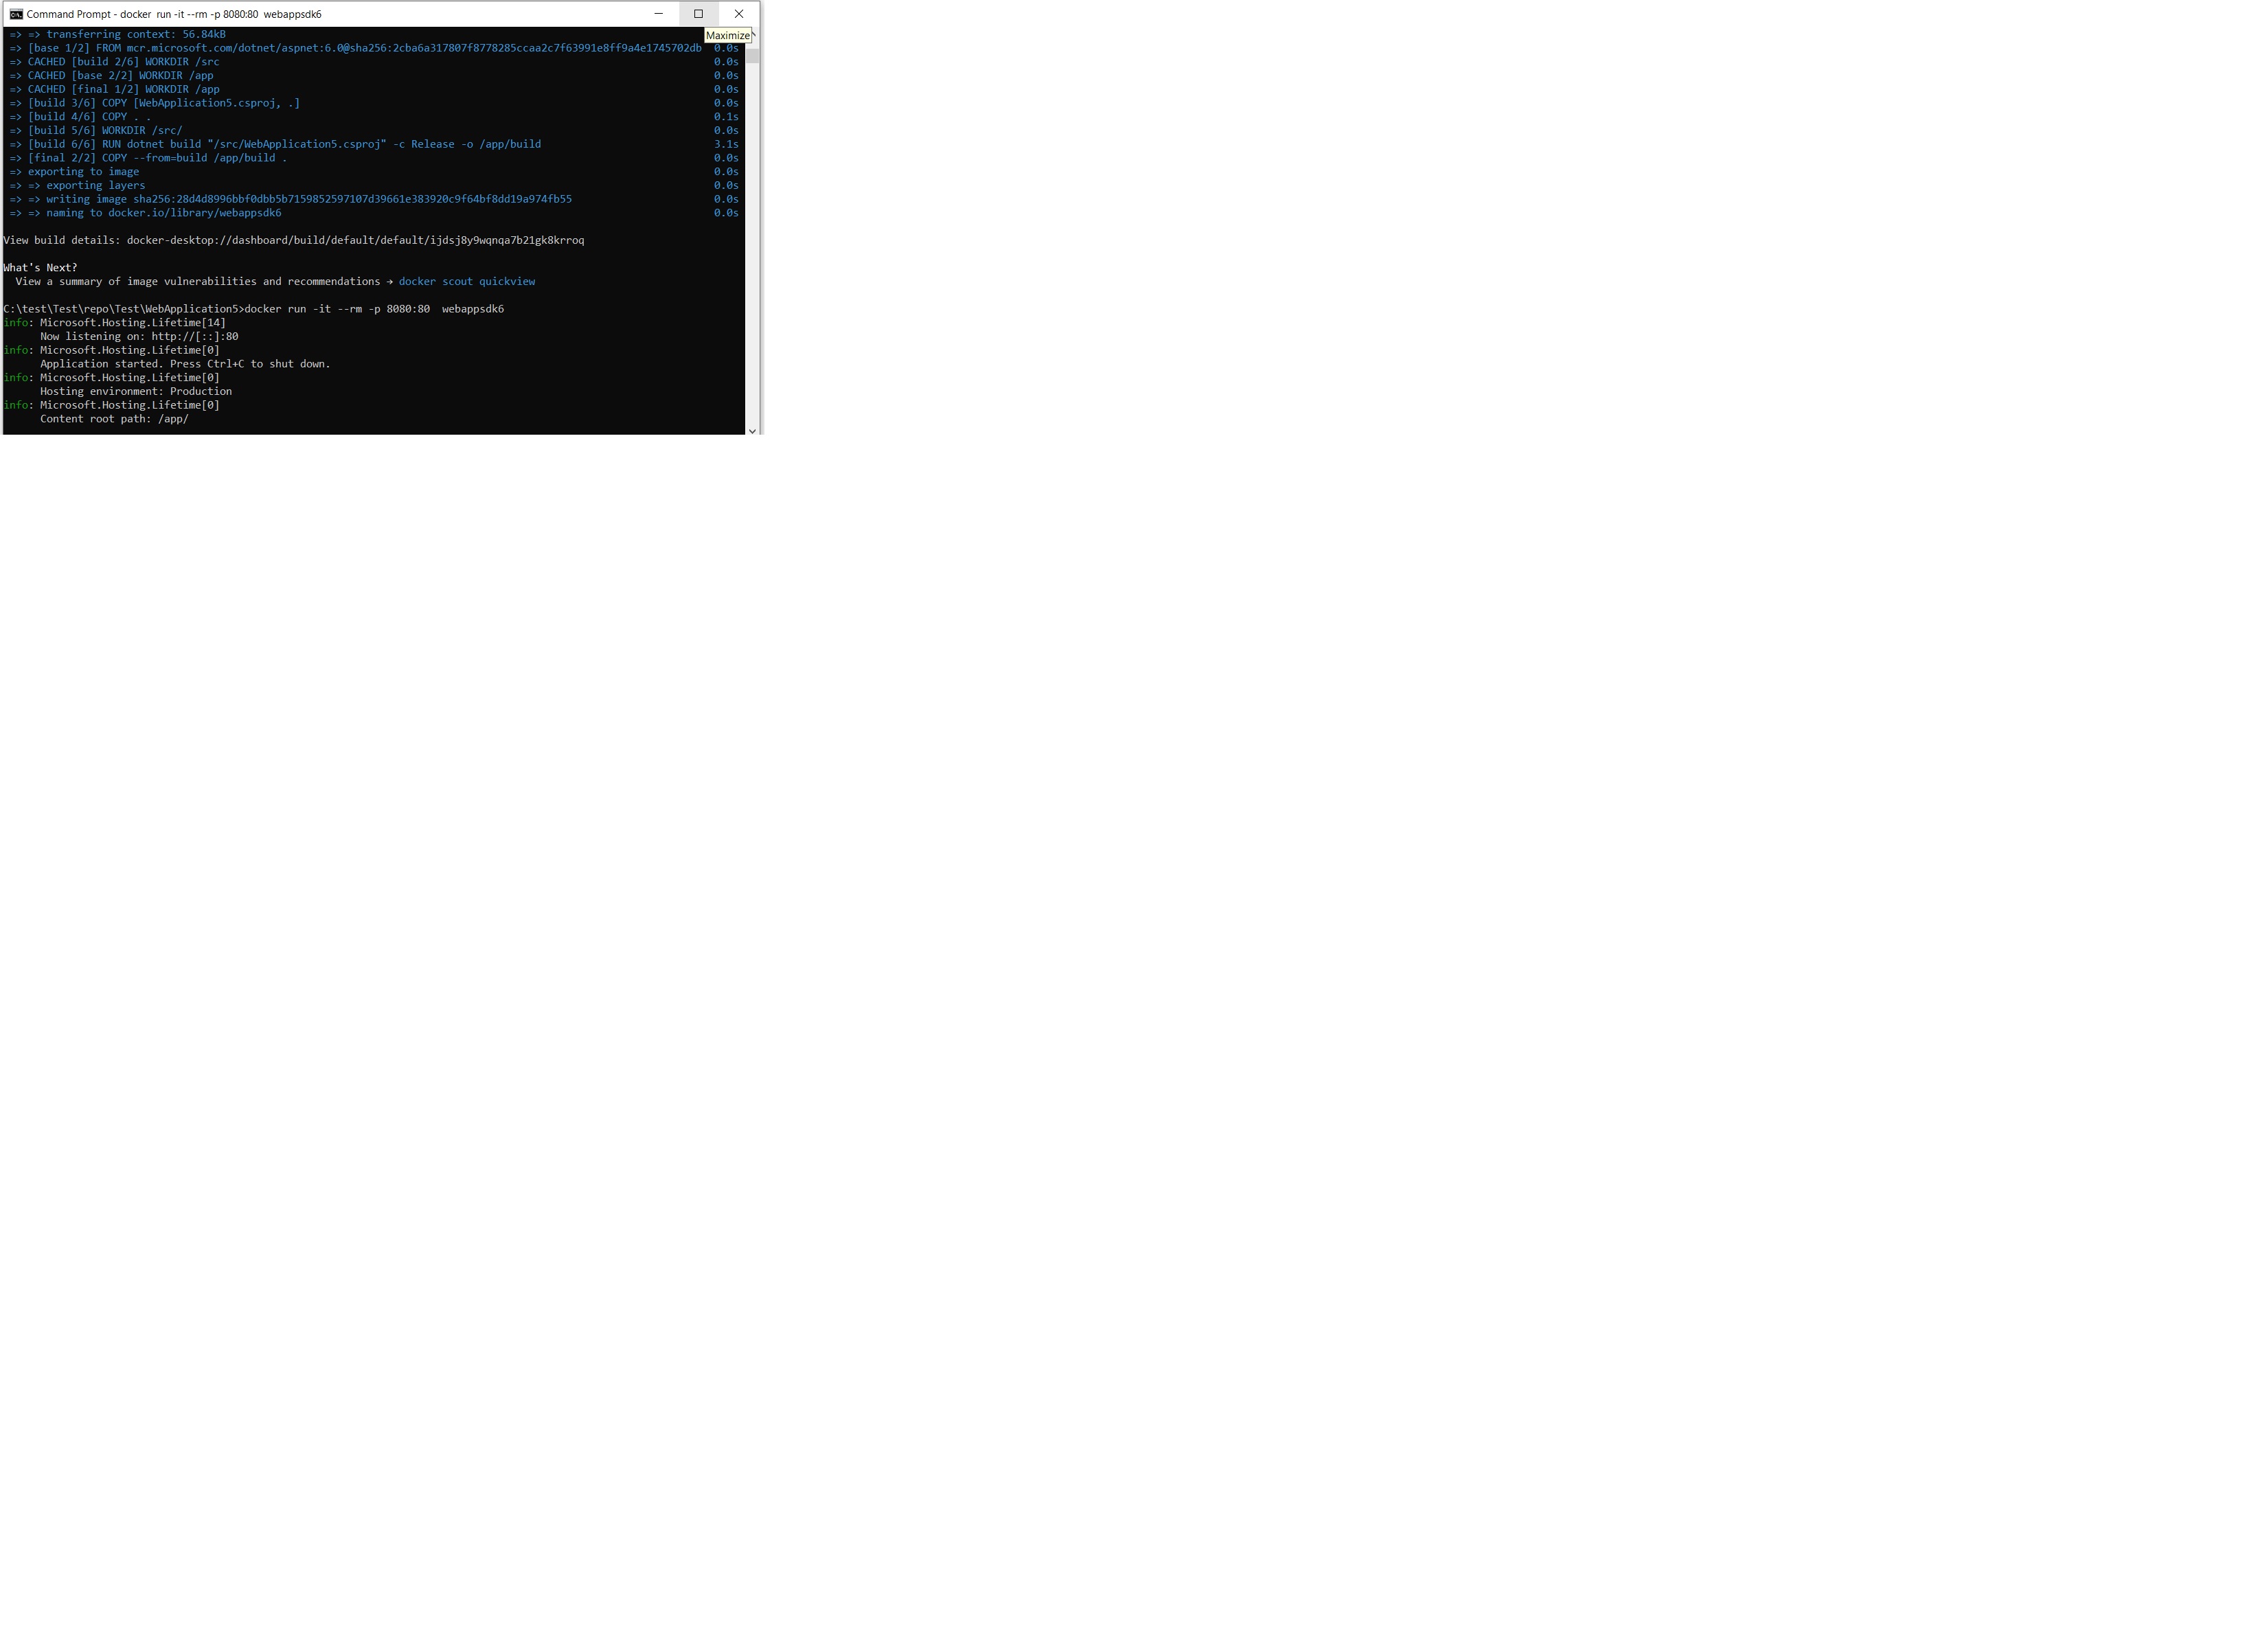 Command Prompt - docker  run -it --rm -p 8080:80  webappsdk6
Maximize
=> => transferring context: 56.84kB
=> [base 1/2] FROM mcr.microsoft.com/dotnet/aspnet:6.0@sha256:2cba6a317807f8778285ccaa2c7f63991e8ff9a4e1745702db 0.0s
=> CACHED [build 2/6] WORKDIR /src 0.0s
=> CACHED [base 2/2] WORKDIR /app 0.0s
=> CACHED [final 1/2] WORKDIR /app 0.0s
=> [build 3/6] COPY [WebApplication5.csproj, .] 0.0s
=> [build 4/6] COPY . . 0.1s
=> [build 5/6] WORKDIR /src/ 0.0s
=> [build 6/6] RUN dotnet build "/src/WebApplication5.csproj" -c Release -o /app/build 3.1s
=> [final 2/2] COPY --from=build /app/build . 0.0s
=> exporting to image 0.0s
=> => exporting layers 0.0s
=> => writing image sha256:28d4d8996bbf0dbb5b7159852597107d39661e383920c9f64bf8dd19a974fb55 0.0s
=> => naming to docker.io/library/webappsdk6 0.0s
View build details: docker-desktop://dashboard/build/default/default/ijdsj8y9wqnqa7b21gk8krroq
What's Next?
View a summary of image vulnerabilities and recommendations → docker scout quickview
C:\test\Test\repo\Test\WebApplication5>docker run -it --rm -p 8080:80  webappsdk6
info: Microsoft.Hosting.Lifetime[14]
Now listening on: http://[::]:80
info: Microsoft.Hosting.Lifetime[0]
Application started. Press Ctrl+C to shut down.
info: Microsoft.Hosting.Lifetime[0]
Hosting environment: Production
info: Microsoft.Hosting.Lifetime[0]
Content root path: /app/